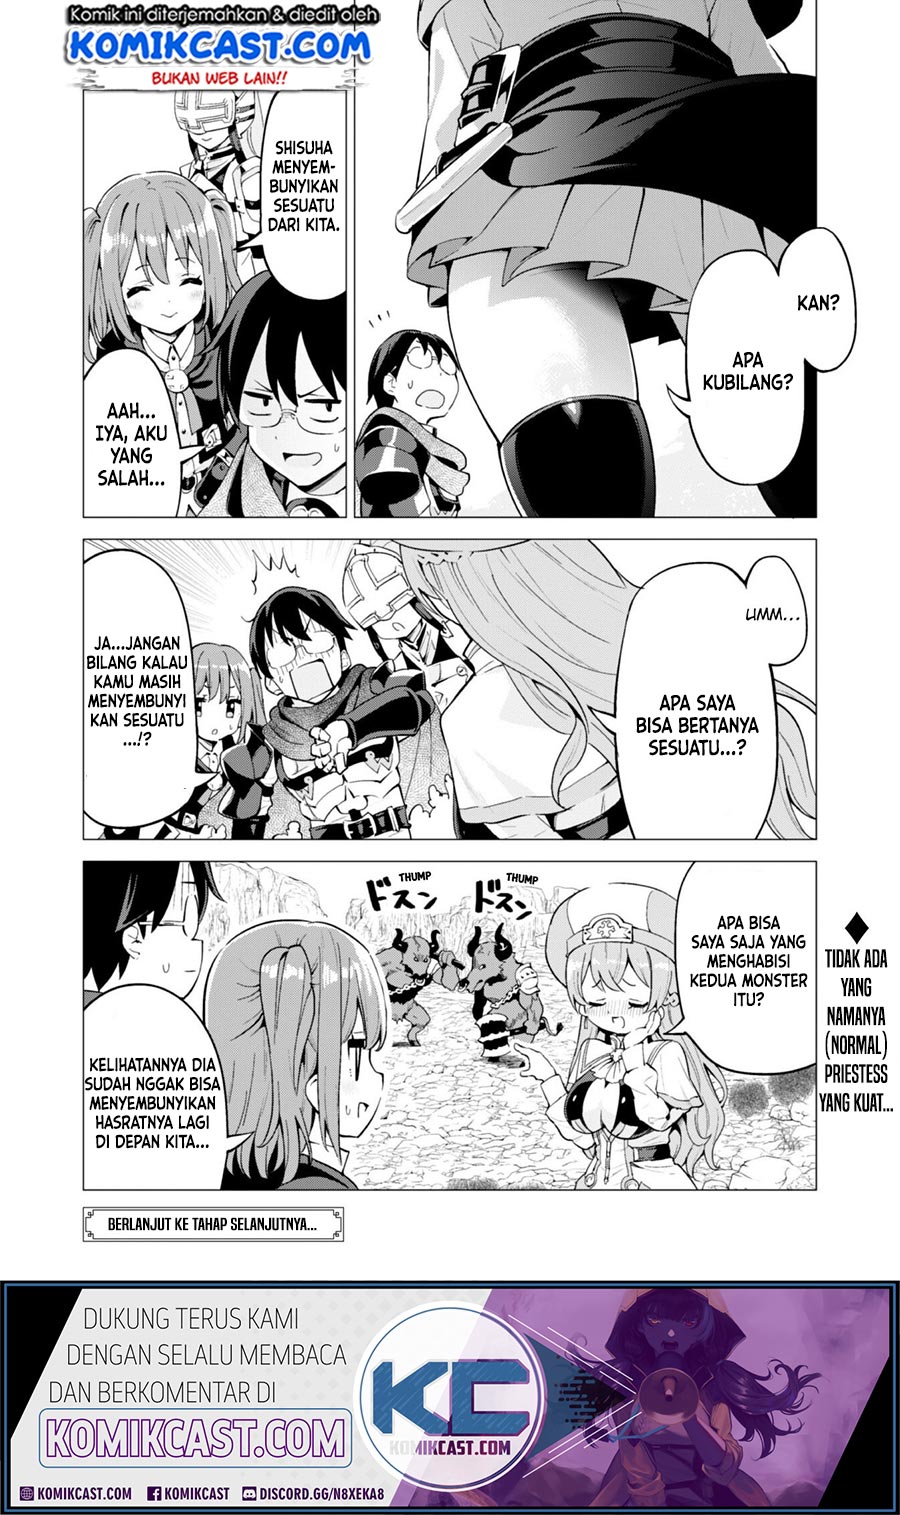 Komik ini diterjemahkan & diedit oleh
KOMIKCAST.COM
BUKAN WEB LAIN!!
KAN?
APA
KUBILANG?
SHISUHA
MENYEM-
BUNYIKAN
SESUATU
DARI KITA.
AAH...
IYA, AKU
YANG
SALAH...
UMM...
APA SAYA
BISA BERTANYA
SESUATU...?
JA...JANGAN
BILANG KALAU
KAMU MASIH
MENYEMBUNYI
KAN SESUATU
...!?
THUMP
ドスン
THUMP
ドスン
APA BISA
SAYA SAJA YANG
MENGHABISI
KEDUA MONSTER
ITU?
KELIHATANNYA DIA
SUDAH NGGAK BISA
MENYEMBUNYIKAN
HASRATNYA LAGI
DI DEPAN KITA...
TIDAK ADA
YANG
NAMANYA
(NORMAL)
PRIESTESS
YANG KUAT...
BERLANJUT KE TAHAP SELANJUTNYA...
DUKUNG TERUS KAMI
DENGAN SELALU MEMBACA
DAN BERKOMENTAR DI
KOMIKCAST.COM
KOMIKCAST.COM KOMIKCAST DISCORD.GG/N8XEKA8
KC
KOMIKCAST.COM